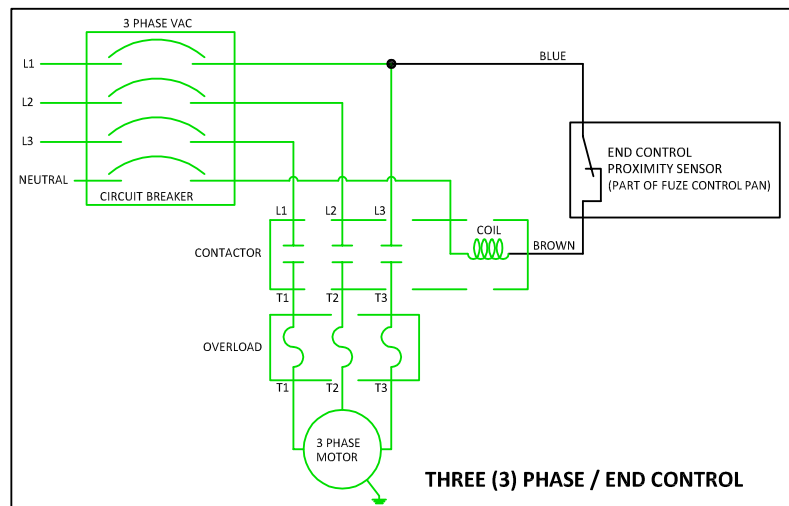 3 PHASE VAC
L1
L2
L3
NEUTRAL
CIRCUIT BREAKER
BLUE
END CONTROL
PROXIMITY SENSOR
(PART OF FUZE CONTROL PAN)
L1
L2
L3
COIL
CONTACTOR
BROWN
T1
T2
T3
OVERLOAD
T1
T2
T3
3 PHASE
MOTOR
THREE (3) PHASE / END CONTROL